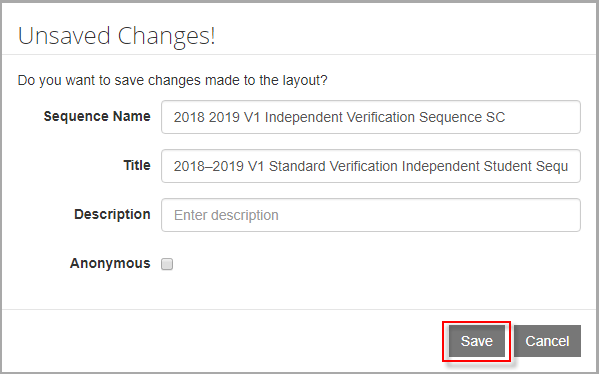 Unsaved Changes!
Do you want to save changes made to the layout?
Sequence Name 2018 2019 V1 Independent Verification Sequence SC
Title 2018–2019 V1 Standard Verification Independent Student Sequ
Description Enter description
Anonymous
Save Cancel